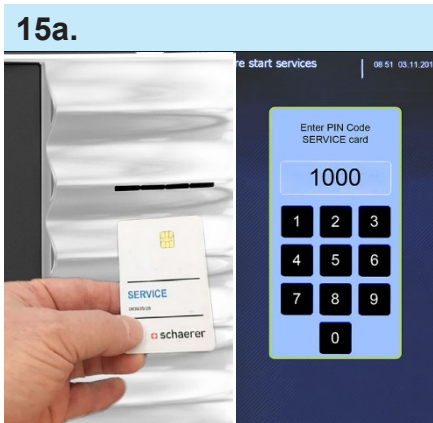 15a.
re start services
08 51 03.11.201
Enter PIN Code
SERVICE card
1000
1 2 3
4 5 6
7 8 9
0
SERVICE
schaerer